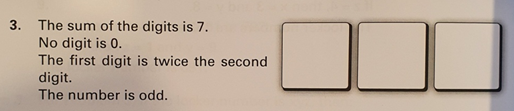 3. The sum of the digits is 7.
No digit is 0.
The first digit is twice the second
digit.
The number is odd.